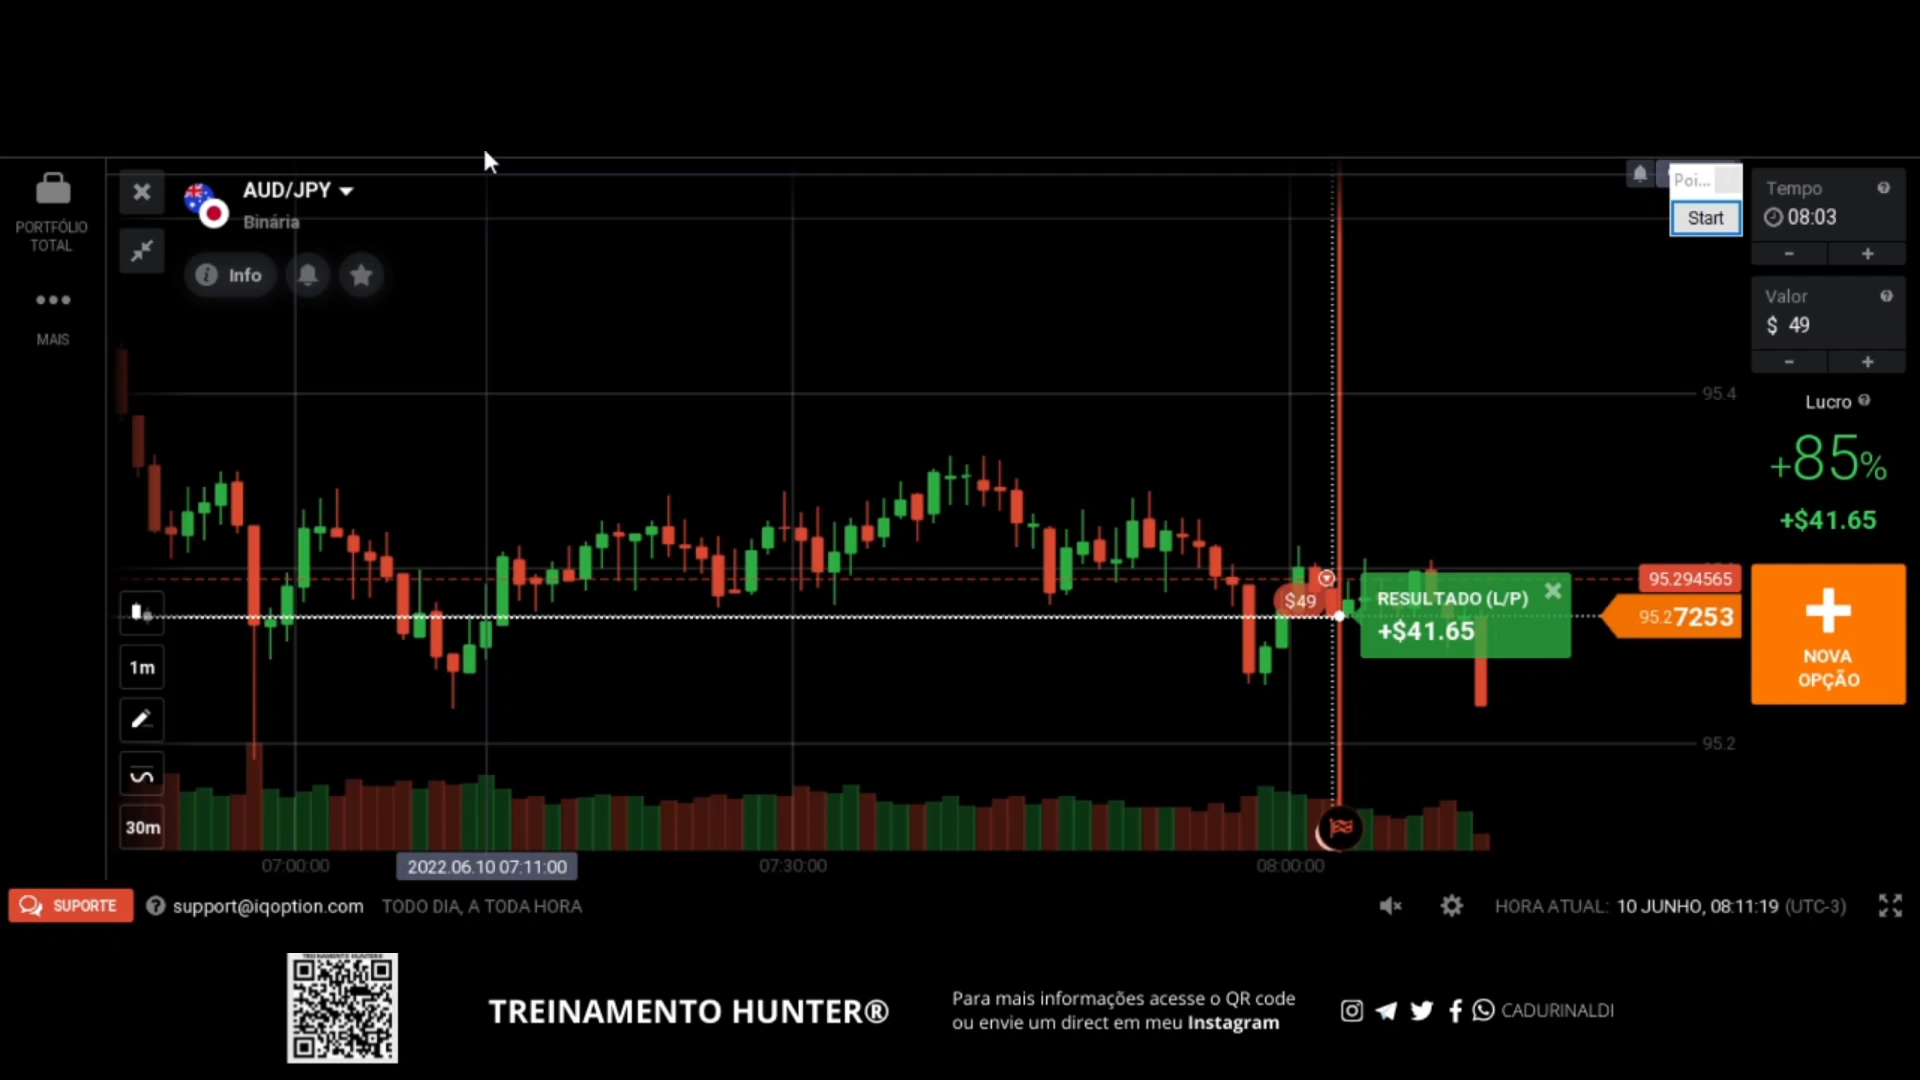 PORTFÓLIO
TOTAL
MAIS
AUD/JPY
Binária
Info
Poi...
Start
Tempo
08:03
-
+
Valor
$ 49
-
+
Lucro
+85%
+$41.65
NOVA
OPÇÃO
95.4
95.294565
95.27253
95.2
$49
RESULTADO (L/P)
+$41.65
1m
30m
07:00:00
2022.06.10 07:11:00
07:30:00
08:00:00
SUPORTE
support@iqoption.com
TODO DIA, A TODA HORA
HORA ATUAL: 10 JUNHO, 08:11:19 (UTC-3)
TREINAMENTO HUNTER®
TREINAMENTO HUNTER®
Para mais informações acesse o QR code
ou envie um direct em meu Instagram
CADURINALDI